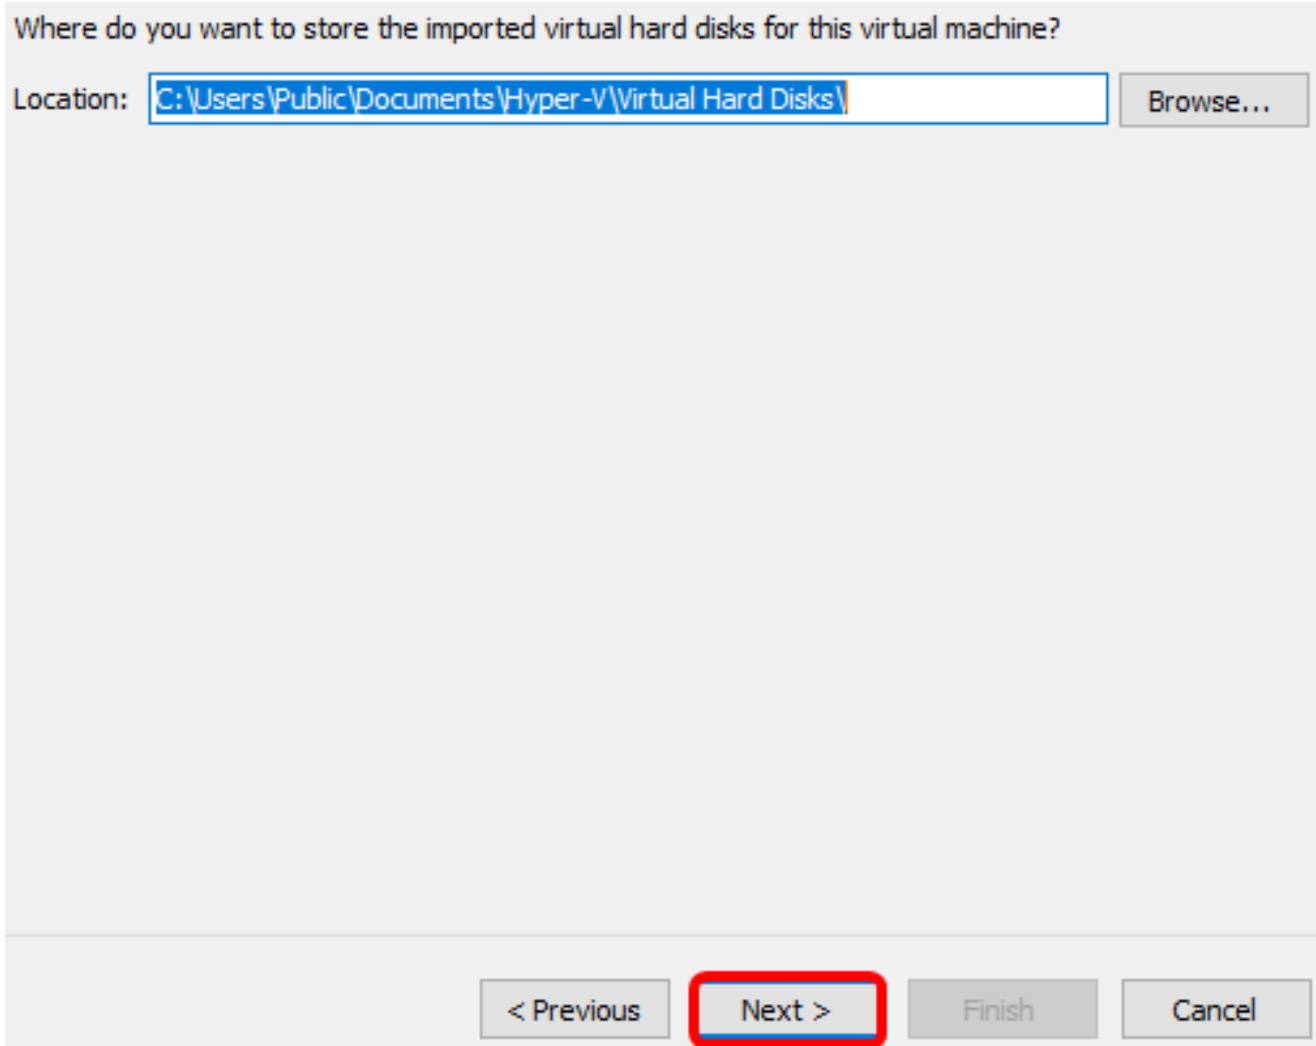 Where do you want to store the imported virtual hard disks for this virtual machine?
Location: C:\Users\Public\Documents\Hyper-V\Virtual Hard Disks\ Browse...
< Previous Next > Finish Cancel